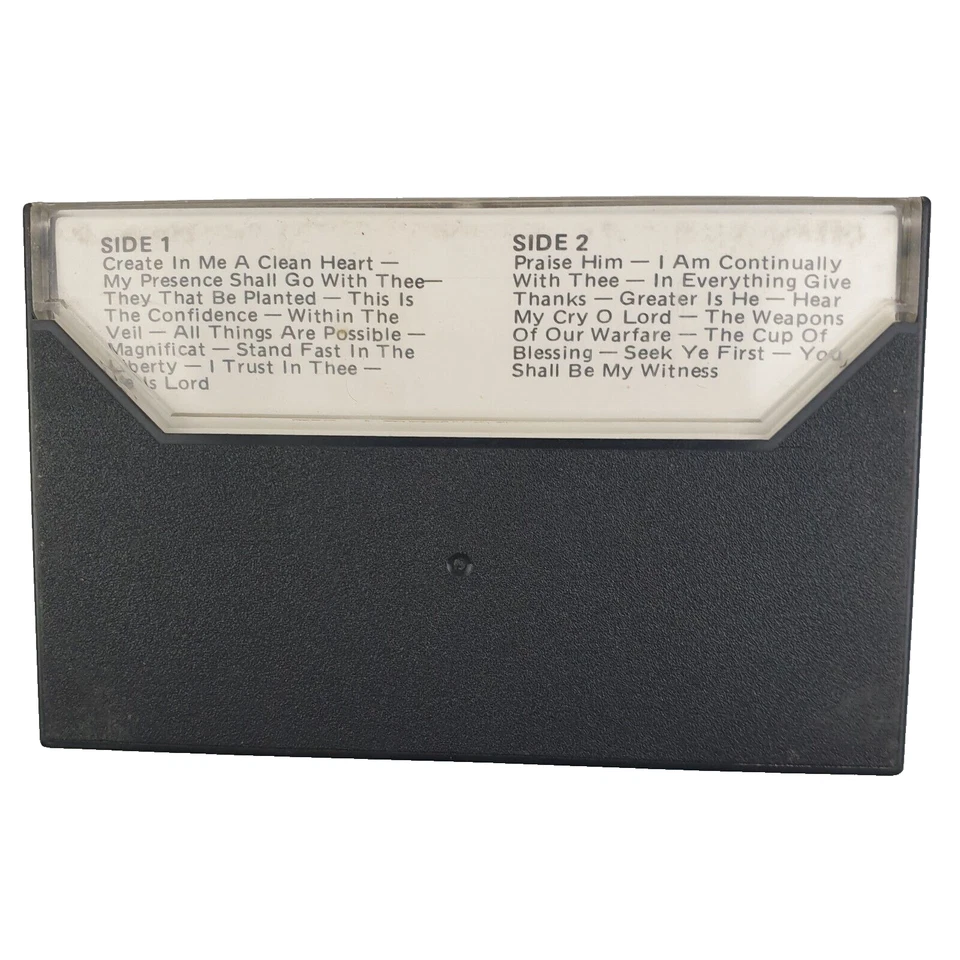 SIDE 1
Create In Me A Clean Heart —
My Presence Shall Go With Thee—
They That Be Planted — This Is
The Confidence — Within The
Veil — All Things Are Possible —
Magnificat — Stand Fast In The
Liberty — I Trust In Thee —
He Is Lord
SIDE 2
Praise Him — I Am Continually
With Thee — In Everything Give
Thanks — Greater Is He — Hear
My Cry O Lord — The Weapons
Of Our Warfare — The Cup Of
Blessing — Seek Ye First — You
Shall Be My Witness